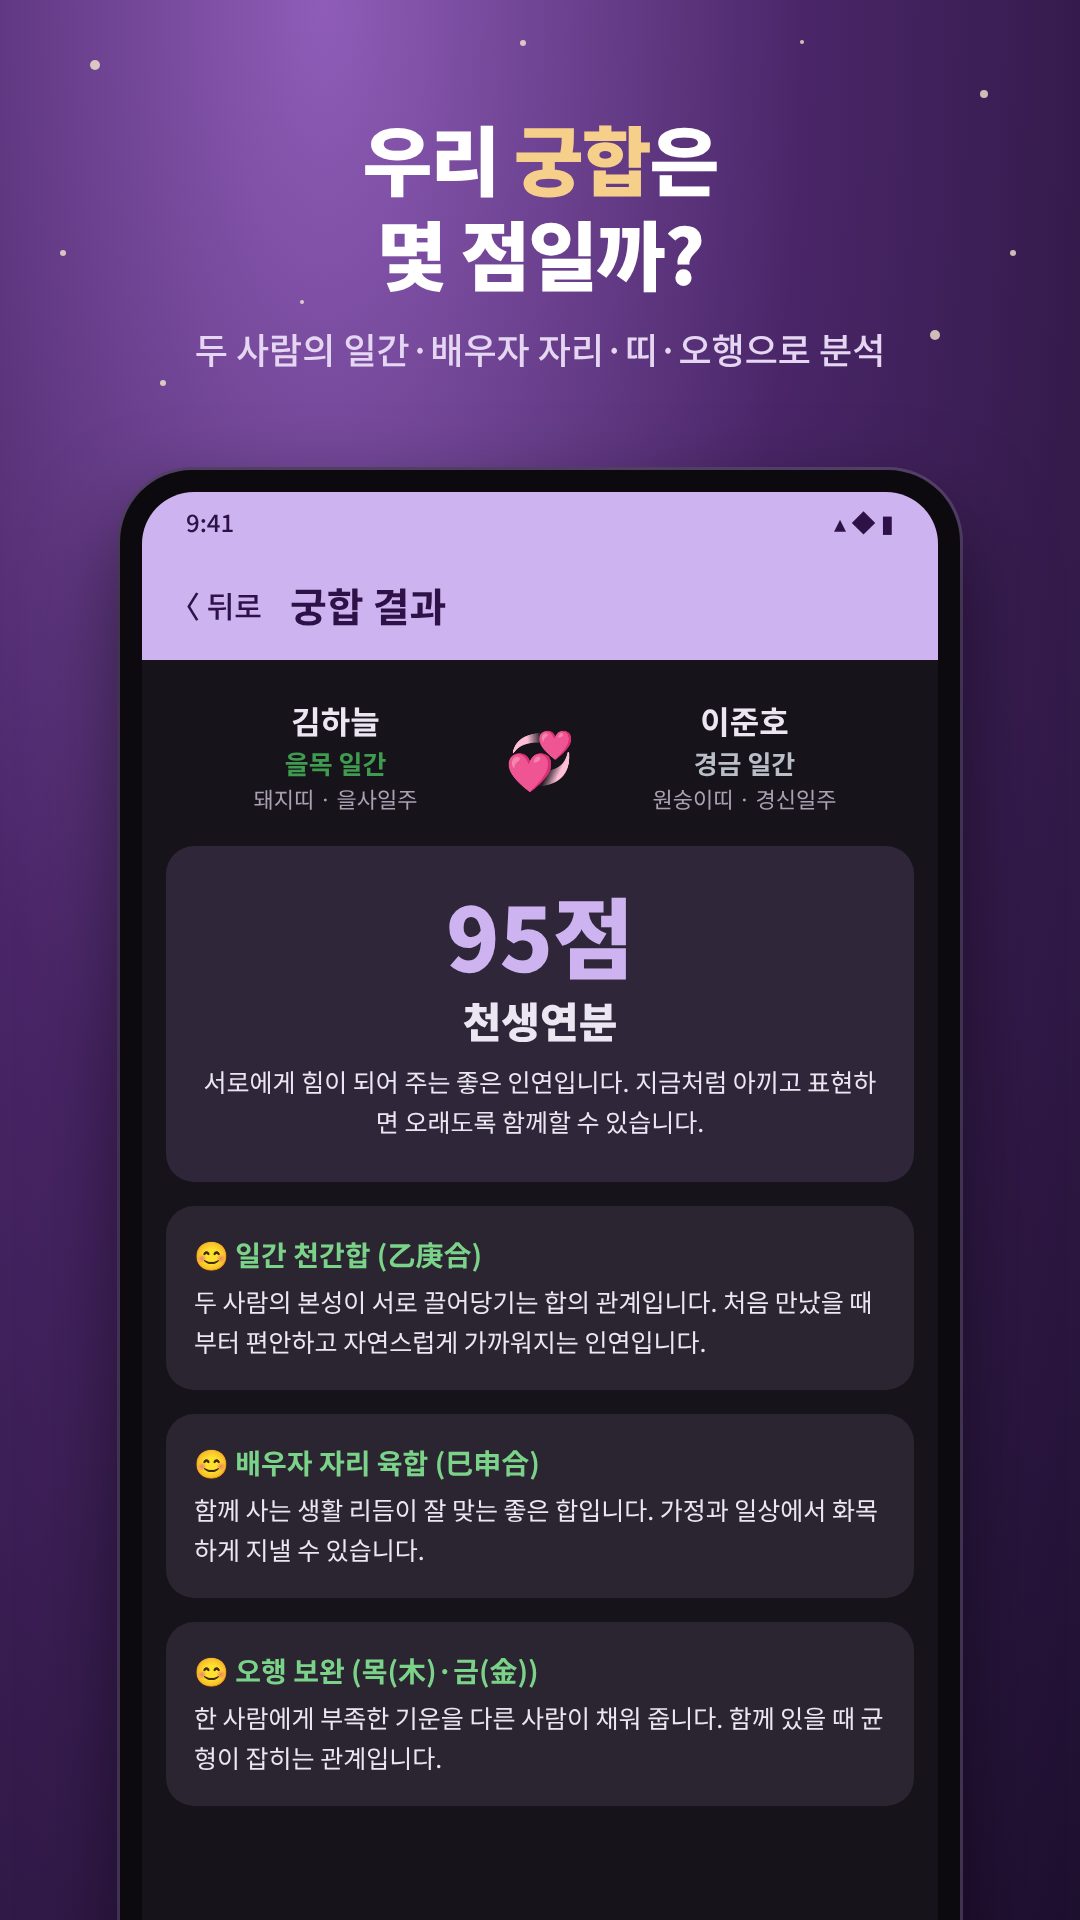 우리 궁합은
몇 점일까?
두 사람의 일간·배우자 자리·띠·오행으로 분석
9:41
〈 뒤로 궁합 결과
김하늘
을목 일간
돼지띠 · 을사일주
💞
이준호
경금 일간
원숭이띠 · 경신일주
95점
천생연분
서로에게 힘이 되어 주는 좋은 인연입니다. 지금처럼 아끼고 표현하
면 오래도록 함께할 수 있습니다.
😊 일간 천간합 (乙庚合)
두 사람의 본성이 서로 끌어당기는 합의 관계입니다. 처음 만났을 때
부터 편안하고 자연스럽게 가까워지는 인연입니다.
😊 배우자 자리 육합 (巳申合)
함께 사는 생활 리듬이 잘 맞는 좋은 합입니다. 가정과 일상에서 화목
하게 지낼 수 있습니다.
😊 오행 보완 (목(木)·금(金))
한 사람에게 부족한 기운을 다른 사람이 채워 줍니다. 함께 있을 때 균
형이 잡히는 관계입니다.